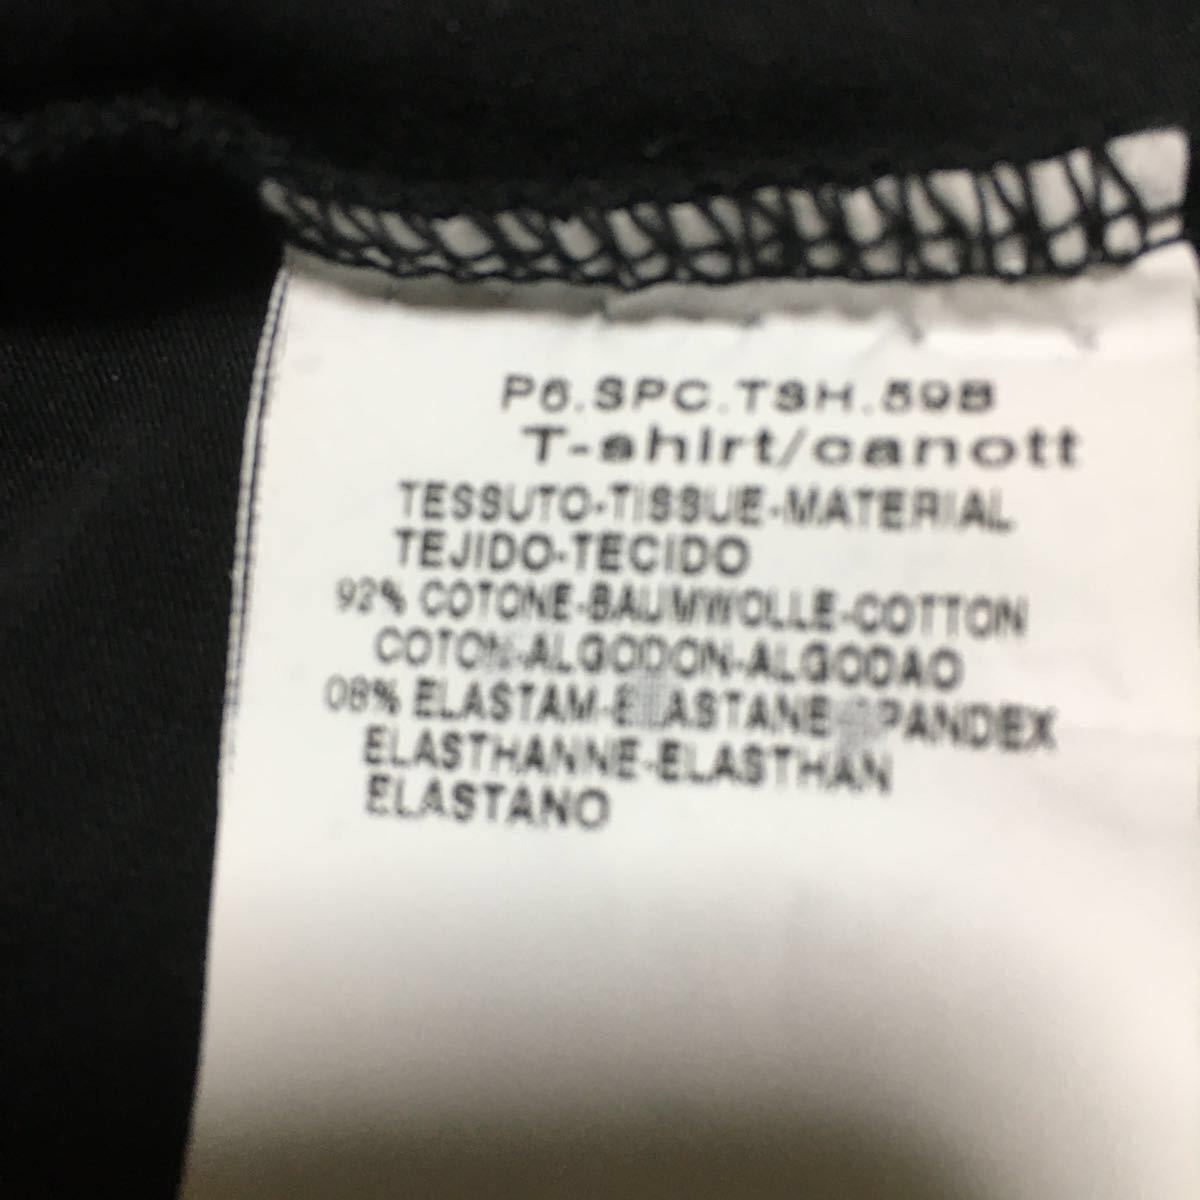 P6.SPC.TSH.59B
T-shirt/canott
TESSUTO-TISSUE-MATERIAL
TEJIDO-TECIDO
92% COTONE-BAUMWOLLE-COTTON
COTON-ALGODON-ALGODAO
08% ELASTAM-ELASTANE-SPANDEX
ELASTHANNE-ELASTHAN
ELASTANO